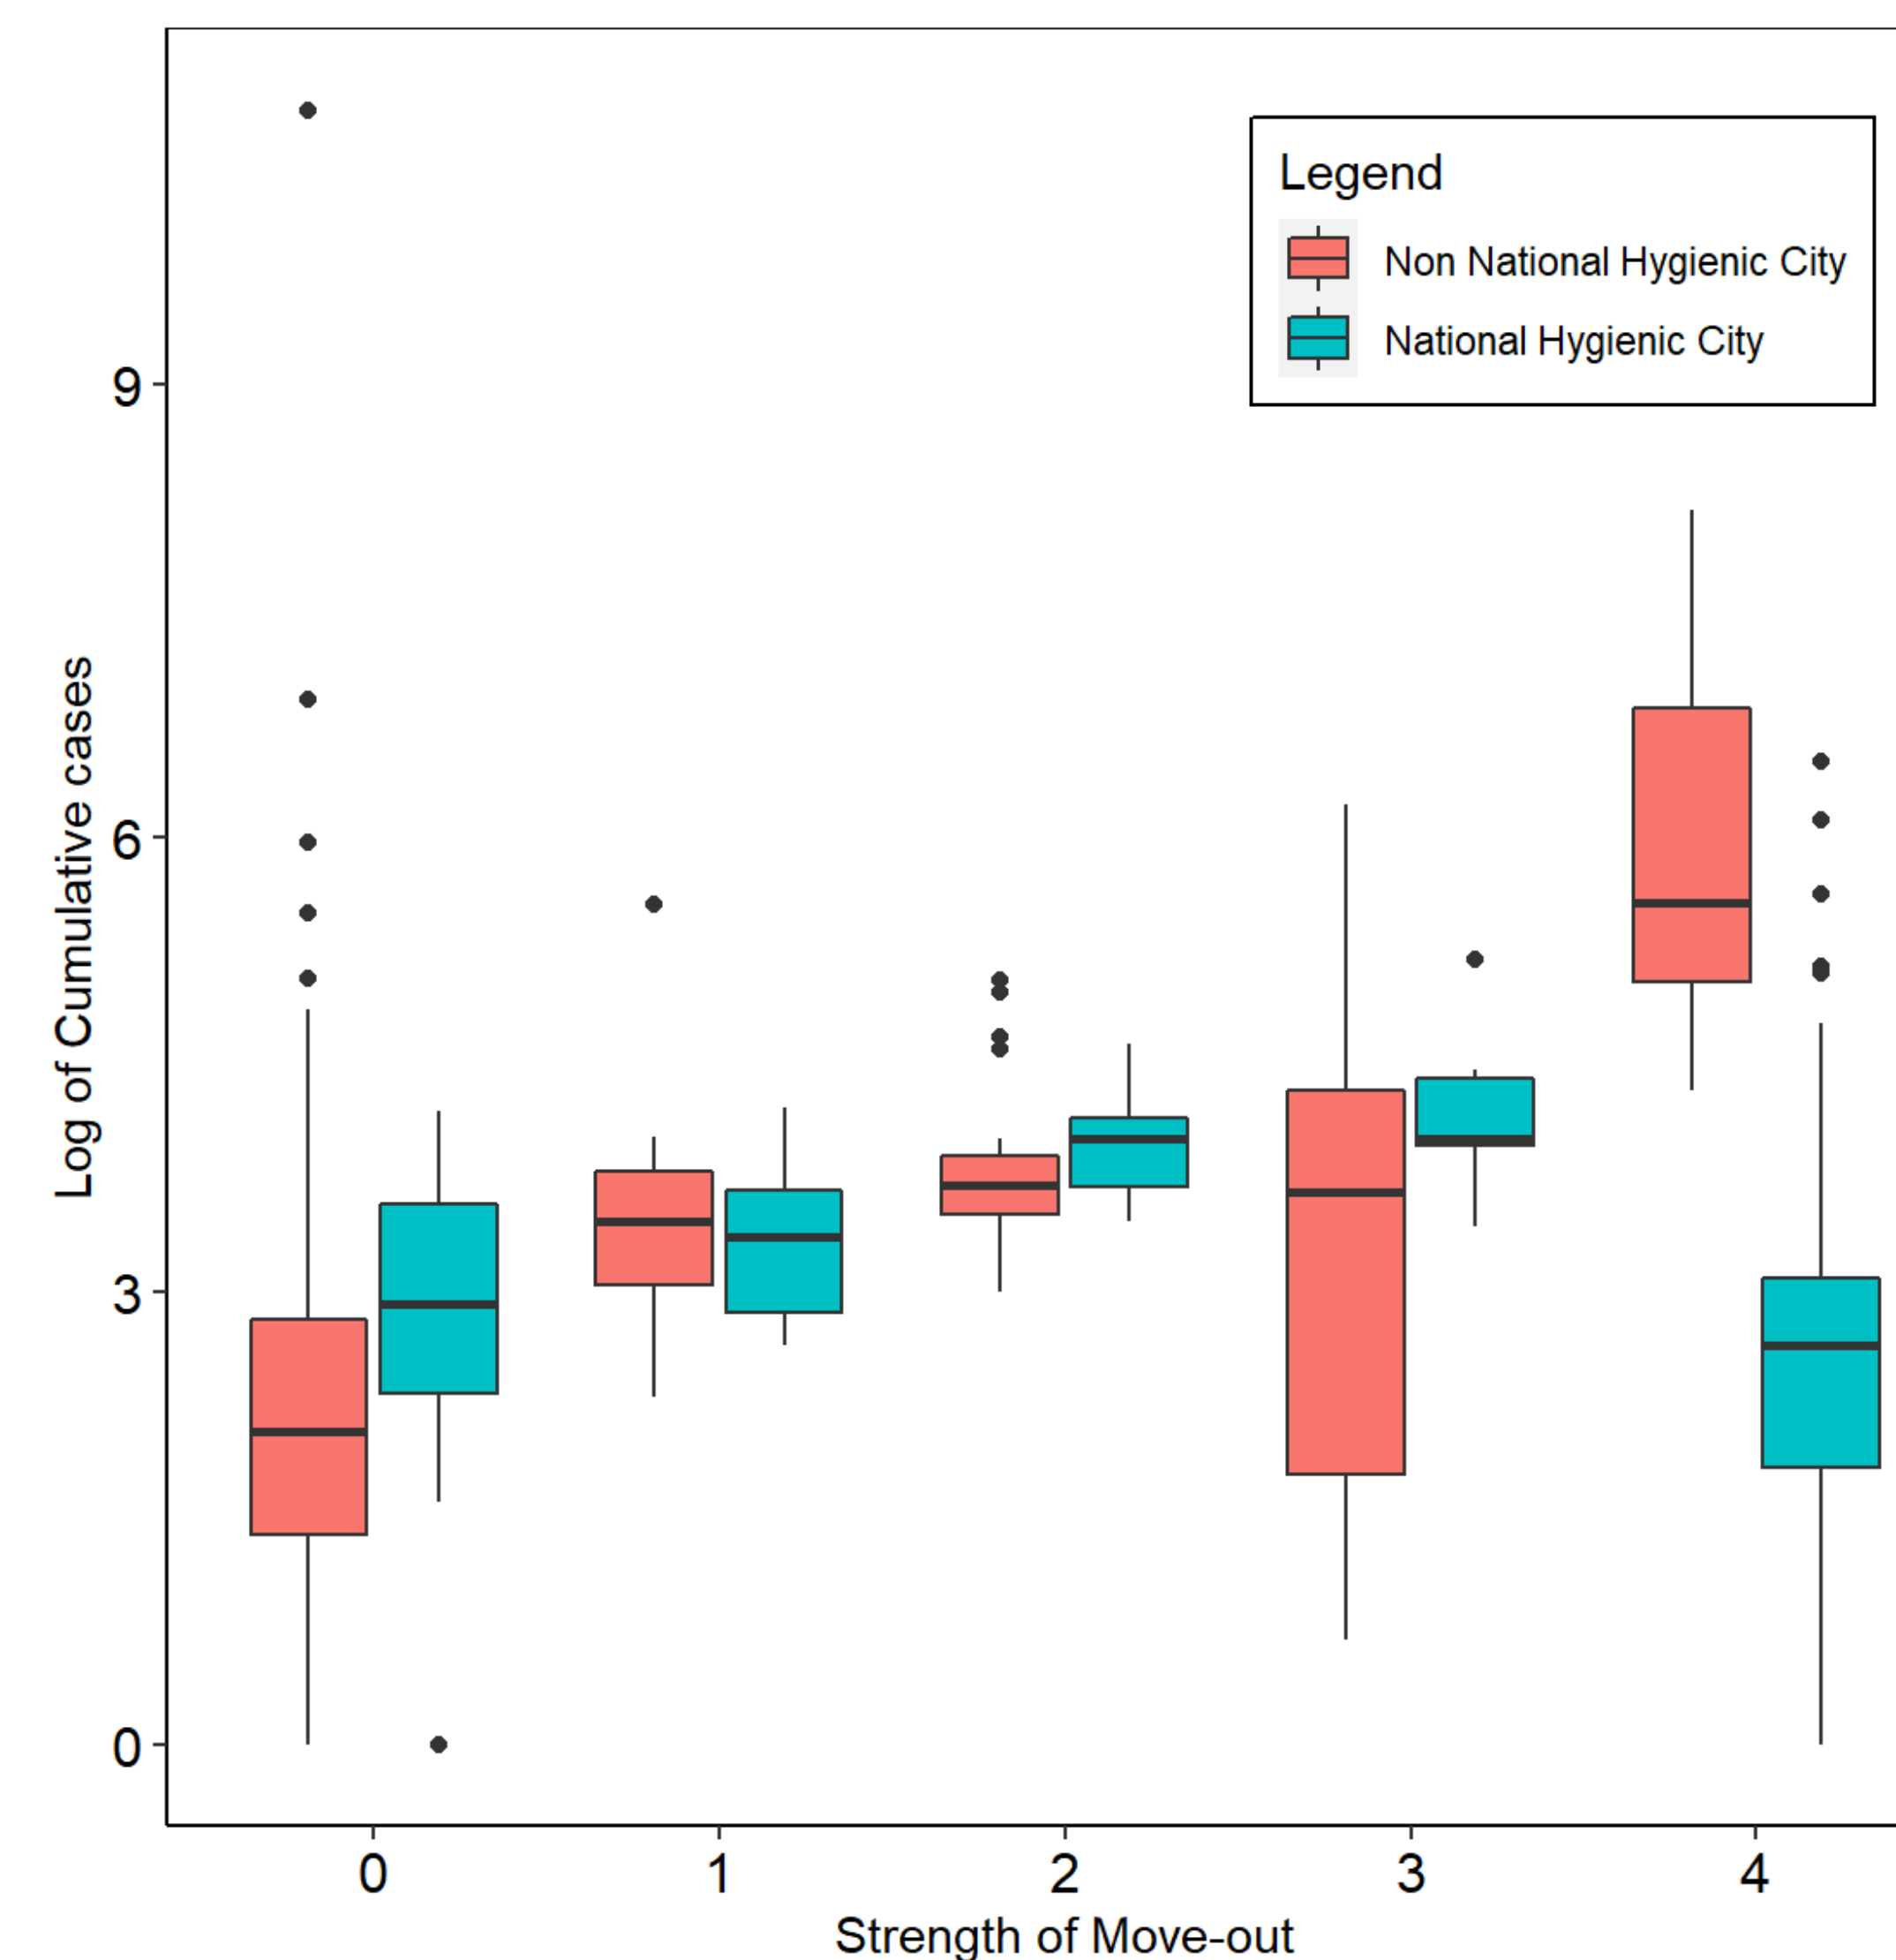 Legend
Non National Hygienic City
National Hygienic City
9
6
3
0
Log of Cumulative cases
0 1 2 3 4
Strength of Move-out